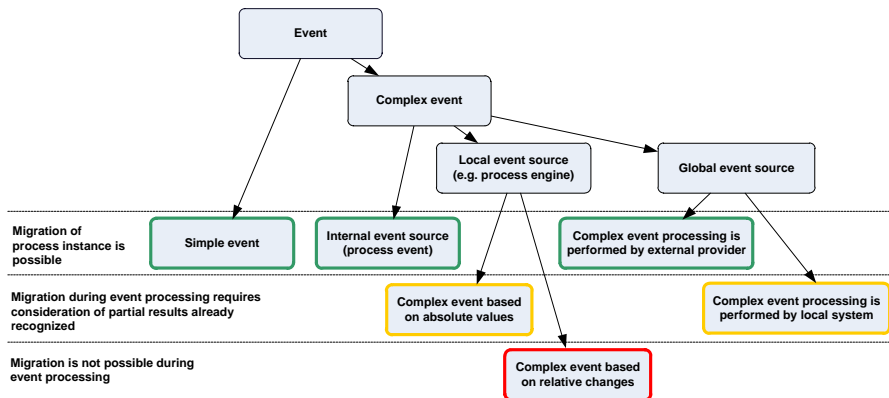 Event
Complex event
Local event source
(e.g. process engine)
Global event source
Migration of
process instance is
possible
Simple event
Internal event source
(process event)
Complex event processing is
performed by external provider
Migration during event processing requires
consideration of partial results already
recognized
Complex event based
on absolute values
Complex event processing is
performed by local system
Migration is not possible during
event processing
Complex event based
on relative changes